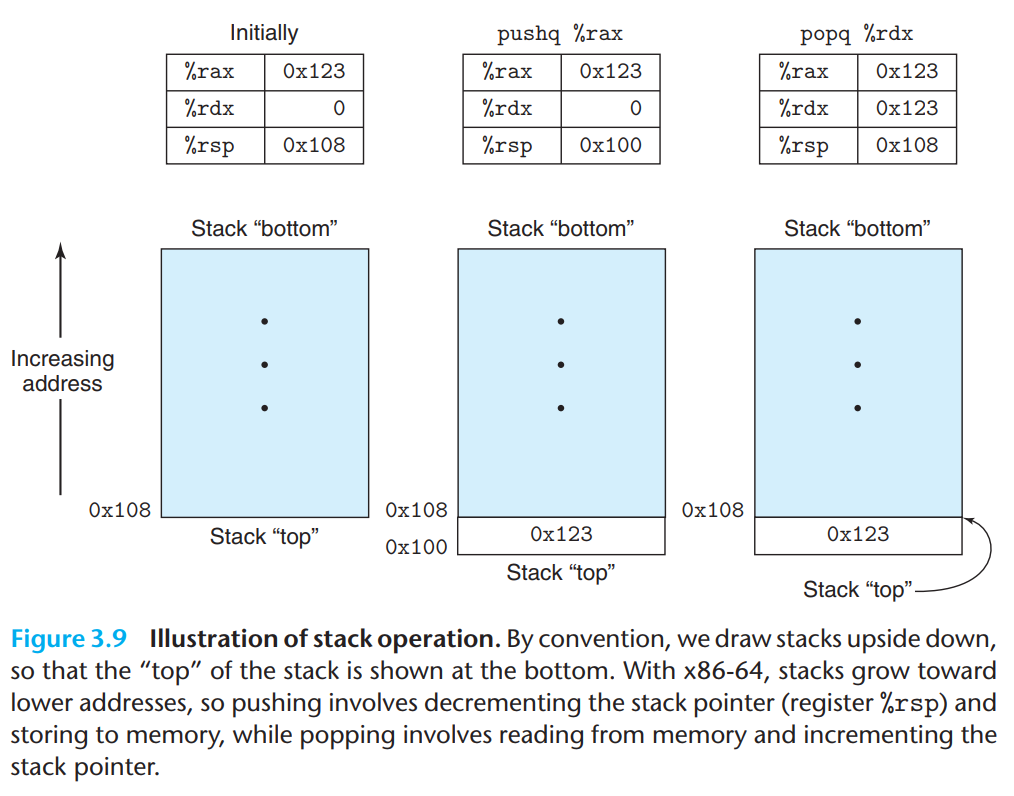 Initially
%rax 0x123
%rdx 0
%rsp 0x108
pushq %rax
%rax 0x123
%rdx 0
%rsp 0x100
popq %rdx
%rax 0x123
%rdx 0x123
%rsp 0x108
Increasing
address
Stack “bottom”
0x108
Stack “top”
Stack “bottom”
0x108
0x100
0x123
Stack “top”
Stack “bottom”
0x108
0x123
Stack “top”
Figure 3.9 Illustration of stack operation. By convention, we draw stacks upside down,
so that the “top” of the stack is shown at the bottom. With x86-64, stacks grow toward
lower addresses, so pushing involves decrementing the stack pointer (register %rsp) and
storing to memory, while popping involves reading from memory and incrementing the
stack pointer.